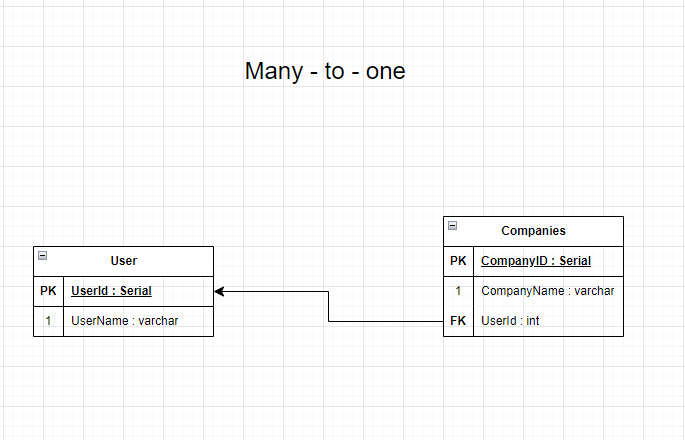 Many - to - one
User
PK UserId : Serial
1 UserName : varchar
Companies
PK CompanyID : Serial
1 CompanyName : varchar
FK UserId : int